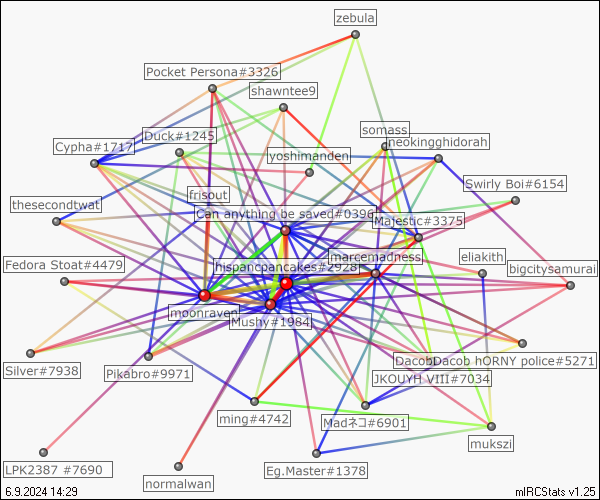 zebula
Pocket Persona#3326
shawntee9
Duck#1245
somass
Cypha#1717
neokingghidorah
yoshimanden
Swirly Boi#6154
frisout
thesecondtwat
Can anything be saved#0396
Majestic#3375
marcemadness
eliakith
Fedora Stoat#4479
hispancpancakes#2928
bigcitysamurai
moonraven
Mushy#1984
Silver#7938
Pikabro#9971
Dacob
Dacob hORNY police#5271
JKOUYH VIII#7034
ming#4742
Madネコ#6901
mukszi
LPK2387 #7690
normalwan
Eg.Master#1378
6.9.2024 14:29
mIRCStats v1.25